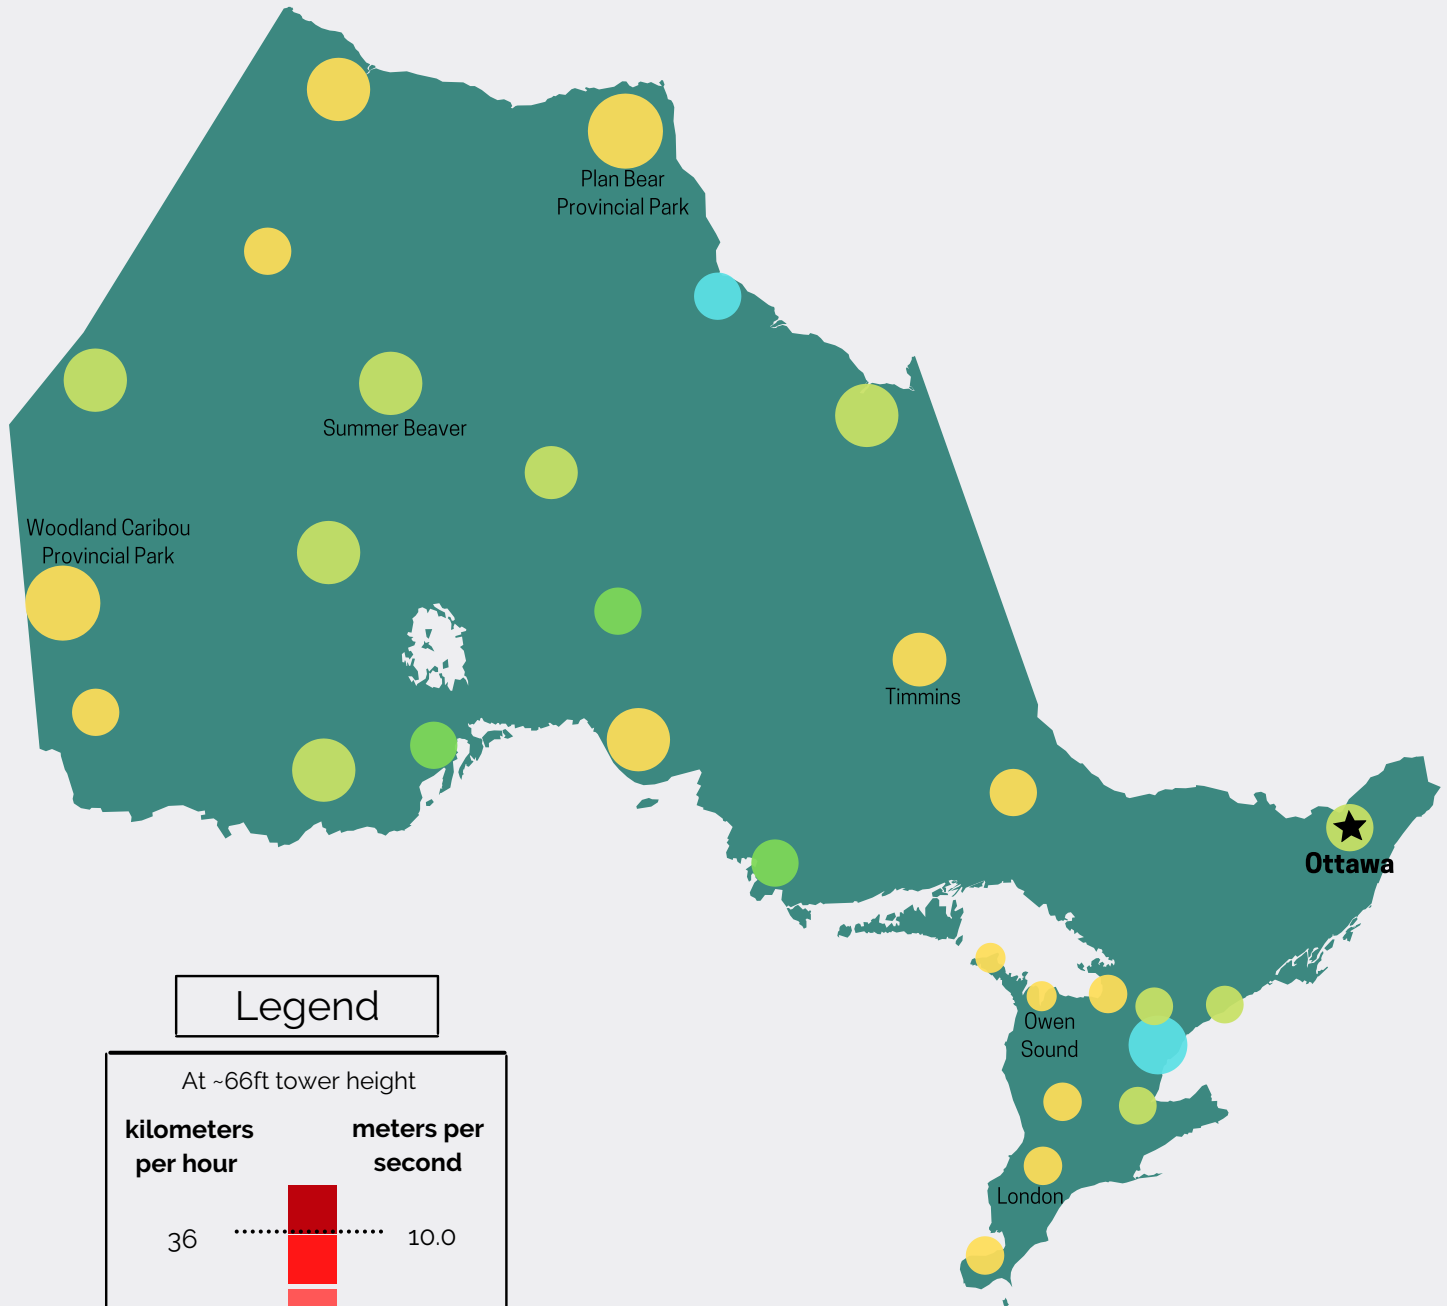 Plan Bear
Provincial Park
Summer Beaver
Woodland Caribou
Provincial Park
Timmins
Ottawa
Owen
Sound
London
Legend
At ~66ft tower height
kilometers
per hour
meters per
second
36
10.0